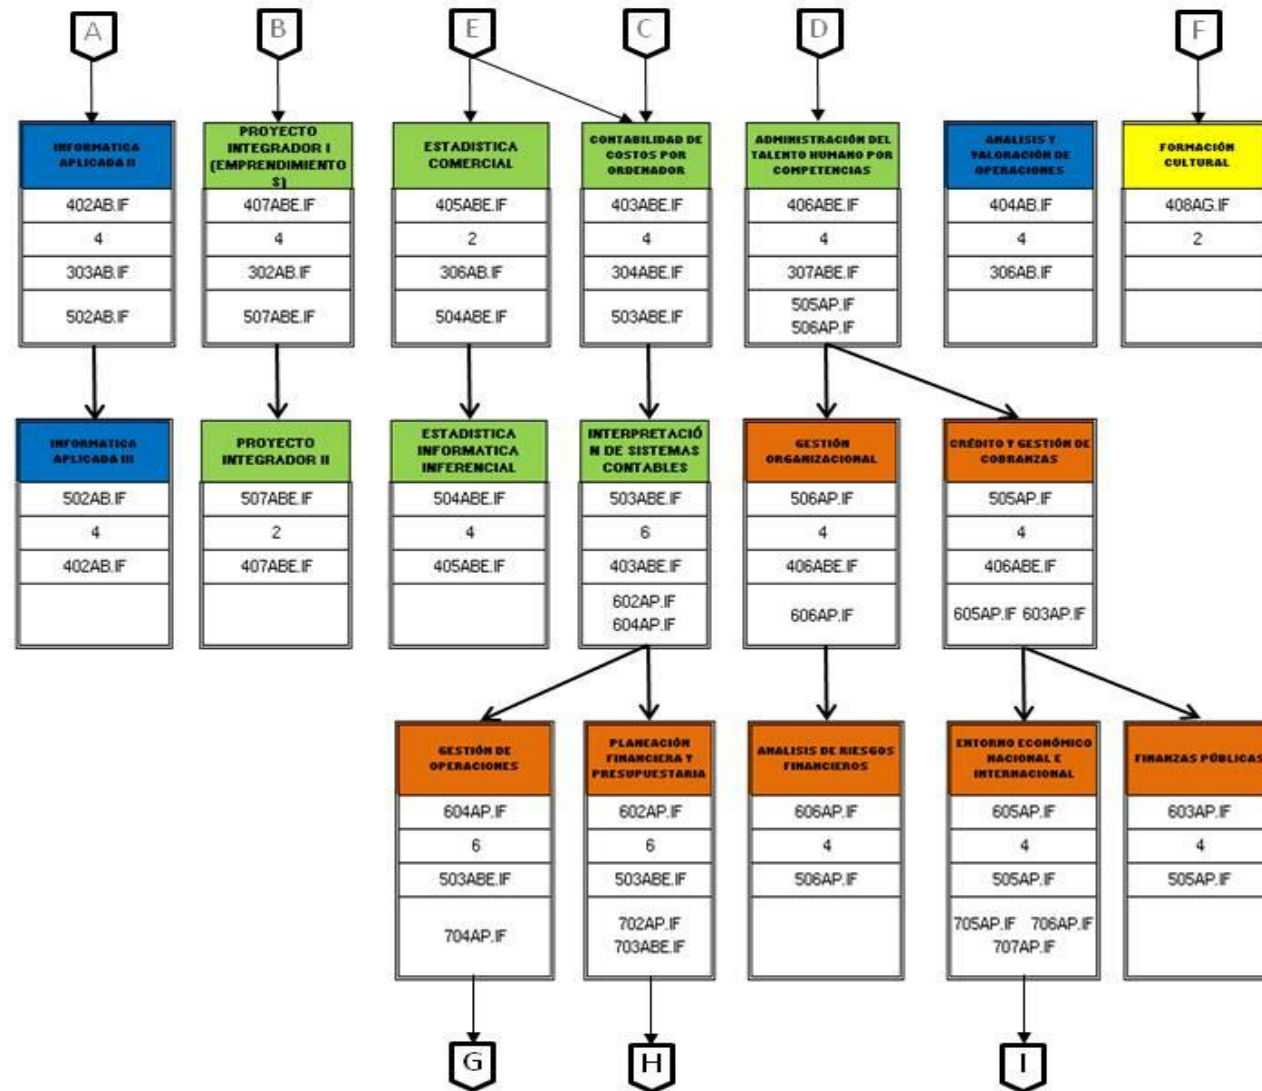 A
B
E
C
D
F
INFORMATICA
APLICADA II
402AB.IF
4
303AB.IF
502AB.IF
PROYECTO
INTEGRADOR I
(EMPRENDIMIENTO
S)
407ABE.IF
4
302AB.IF
507ABE.IF
ESTADISTICA
COMERCIAL
405ABE.IF
2
306AB.IF
504ABE.IF
CONTABILIDAD DE
COSTOS POR
ORDENADOR
403ABE.IF
4
304ABE.IF
503ABE.IF
ADMINISTRACIÓN DEL
TALENTO HUMANO POR
COMPETENCIAS
406ABE.IF
4
307ABE.IF
505AP.IF
506AP.IF
ANALISIS Y
VALORACIÓN DE
OPERACIONES
404AB.IF
4
306AB.IF
FORMACIÓN
CULTURAL
408AG.IF
2
INFORMATICA
APLICADA III
502AB.IF
4
402AB.IF
PROYECTO
INTEGRADOR II
507ABE.IF
2
407ABE.IF
ESTADISTICA
INFORMATICA
INFERENCIAL
504ABE.IF
4
405ABE.IF
INTERPRETACIÓ
N DE SISTEMAS
CONTABLES
503ABE.IF
6
403ABE.IF
602AP.IF
604AP.IF
GESTIÓN
ORGANIZACIONAL
506AP.IF
4
406ABE.IF
606AP.IF
CRÉDITO Y GESTIÓN DE
COBRANZAS
505AP.IF
4
406ABE.IF
605AP.IF 603AP.IF
GESTIÓN DE
OPERACIONES
604AP.IF
6
503ABE.IF
704AP.IF
PLANEACIÓN
FINANCIERA Y
PRESUPUESTARIA
602AP.IF
6
503ABE.IF
702AP.IF
703ABE.IF
ANALISIS DE RIESGOS
FINANCIEROS
606AP.IF
4
506AP.IF
ENTORNO ECONÓMICO
NACIONAL E
INTERNACIONAL
605AP.IF
4
505AP.IF
705AP.IF 706AP.IF
707AP.IF
FINANZAS PÚBLICAS
603AP.IF
4
505AP.IF
G
H
I